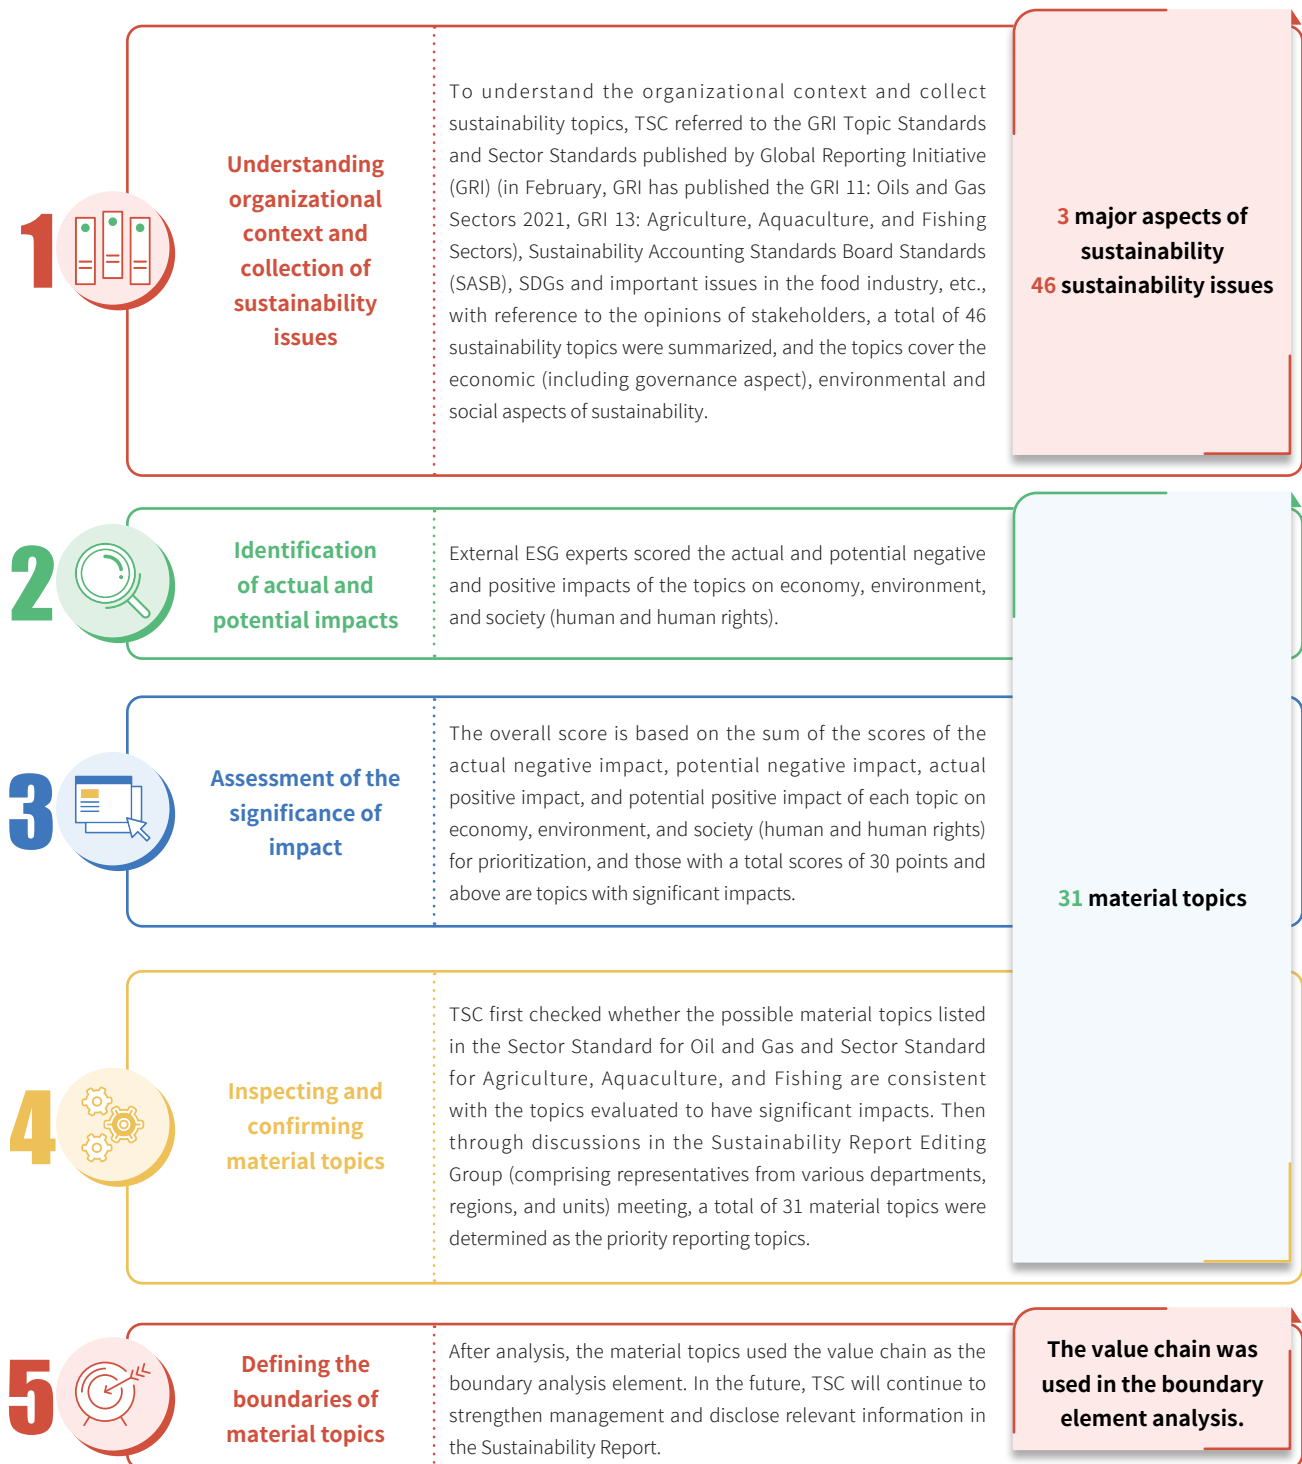 1
Understanding
organizational
context and
collection of
sustainability
issues
To understand the organizational context and collect
sustainability topics, TSC referred to the GRI Topic Standards
and Sector Standards published by Global Reporting Initiative
(GRI) (in February, GRI has published the GRI 11: Oils and Gas
Sectors 2021, GRI 13: Agriculture, Aquaculture, and Fishing
Sectors), Sustainability Accounting Standards Board Standards
(SASB), SDGs and important issues in the food industry, etc.,
with reference to the opinions of stakeholders, a total of 46
sustainability topics were summarized, and the topics cover the
economic (including governance aspect), environmental and
social aspects of sustainability.
3 major aspects of
sustainability
46 sustainability issues
2
Identification
of actual and
potential impacts
External ESG experts scored the actual and potential negative
and positive impacts of the topics on economy, environment,
and society (human and human rights).
3
Assessment of the
significance of
impact
The overall score is based on the sum of the scores of the
actual negative impact, potential negative impact, actual
positive impact, and potential positive impact of each topic on
economy, environment, and society (human and human rights)
for prioritization, and those with a total scores of 30 points and
above are topics with significant impacts.
31 material topics
4
Inspecting and
confirming
material topics
TSC first checked whether the possible material topics listed
in the Sector Standard for Oil and Gas and Sector Standard
for Agriculture, Aquaculture, and Fishing are consistent
with the topics evaluated to have significant impacts. Then
through discussions in the Sustainability Report Editing
Group (comprising representatives from various departments,
regions, and units) meeting, a total of 31 material topics were
determined as the priority reporting topics.
5
Defining the
boundaries of
material topics
After analysis, the material topics used the value chain as the
boundary analysis element. In the future, TSC will continue to
strengthen management and disclose relevant information in
the Sustainability Report.
The value chain was
used in the boundary
element analysis.